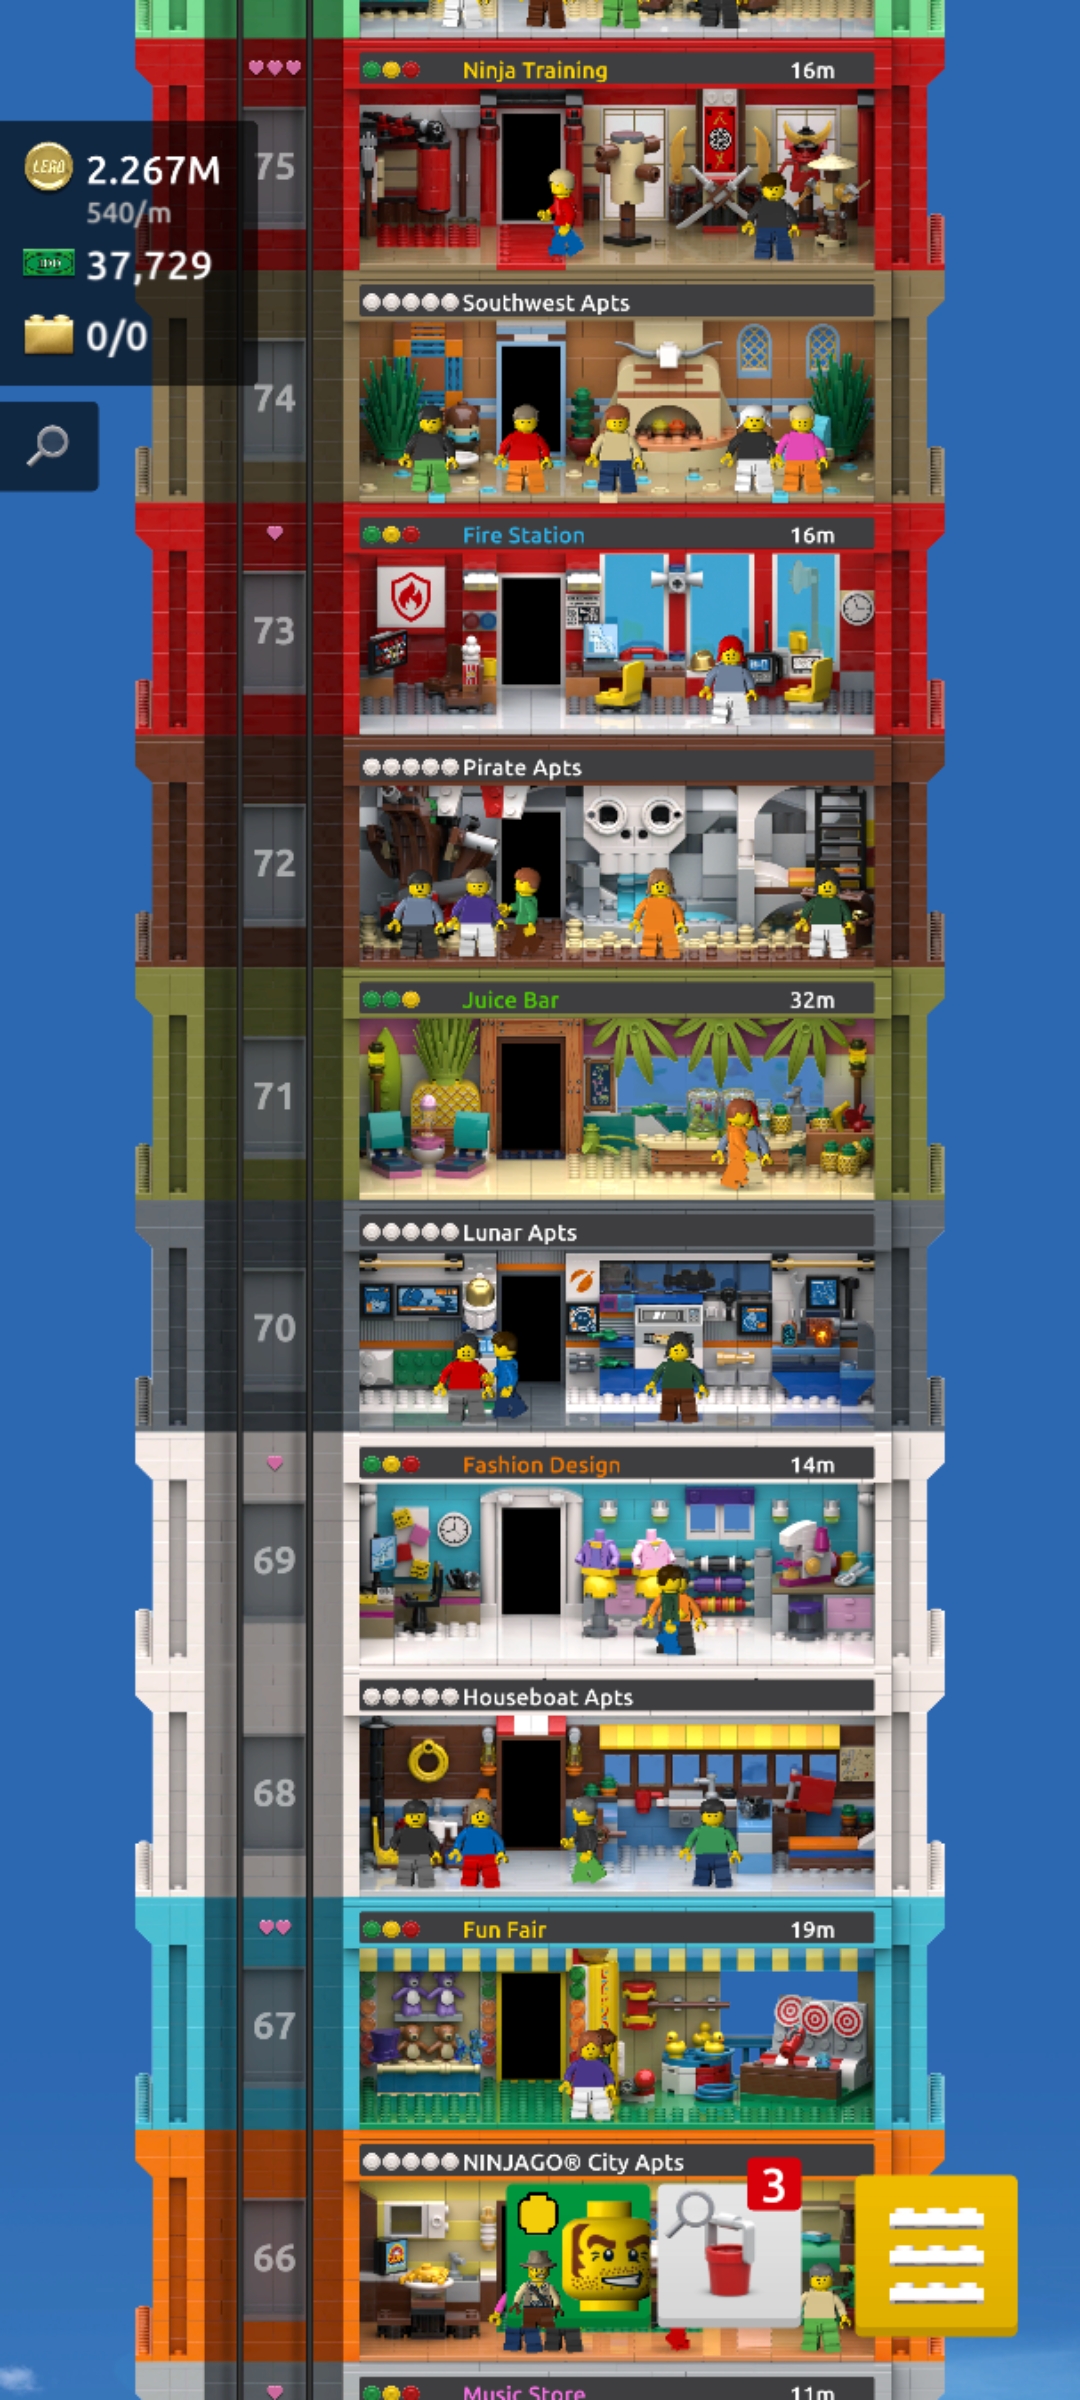 Ninja Training 16m
75
LEGO 2.267M
540/m
37,729
0/0
Southwest Apts
74
Fire Station 16m
73
Pirate Apts
72
Juice Bar 32m
71
Lunar Apts
70
Fashion Design 14m
69
Houseboat Apts
68
Fun Fair 19m
67
NINJAGO® City Apts
3
66
Music Store 11m